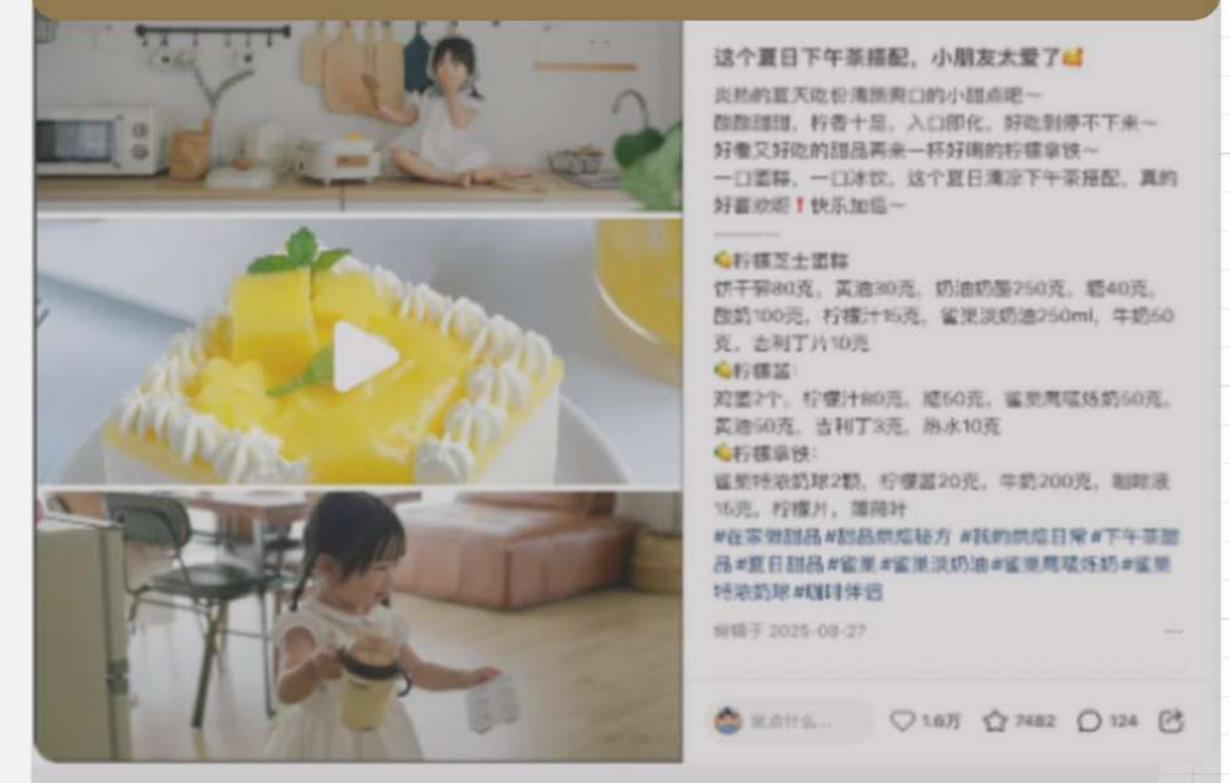 这个夏日下午茶搭配，小朋友太爱了🥰
炎热的夏天吃份清爽爽口的小甜点吧～
酸酸甜甜，柠香十足，入口即化，好吃到停不下来～
好看又好吃的甜品再来一杯好喝的柠檬拿铁～
一口蛋糕，一口冰饮，这个夏日清凉下午茶搭配，真的
好喜欢呢❗快乐加倍～
🍋柠檬芝士蛋糕
饼干碎80克，黄油30克，奶油奶酪250克，糖40克，
酸奶100克，柠檬汁15克，雀巢淡奶油250ml，牛奶50
克，吉利丁片10克
🍋柠檬酱：
鸡蛋2个，柠檬汁80克，糖60克，雀巢鹰唛炼奶50克，
黄油50克，吉利丁3克，热水10克
🍋柠檬拿铁：
雀巢特浓奶球2颗，柠檬酱20克，牛奶200克，咖啡液
15克，柠檬片，薄荷叶
#在家做甜品#甜品烘焙秘方 #我的烘焙日常#下午茶甜
品#夏日甜品#雀巢#雀巢淡奶油#雀巢鹰唛炼奶#雀巢
特浓奶球#咖啡伴侣
编辑于 2025-08-27
说点什么...
1.6万 7482 124